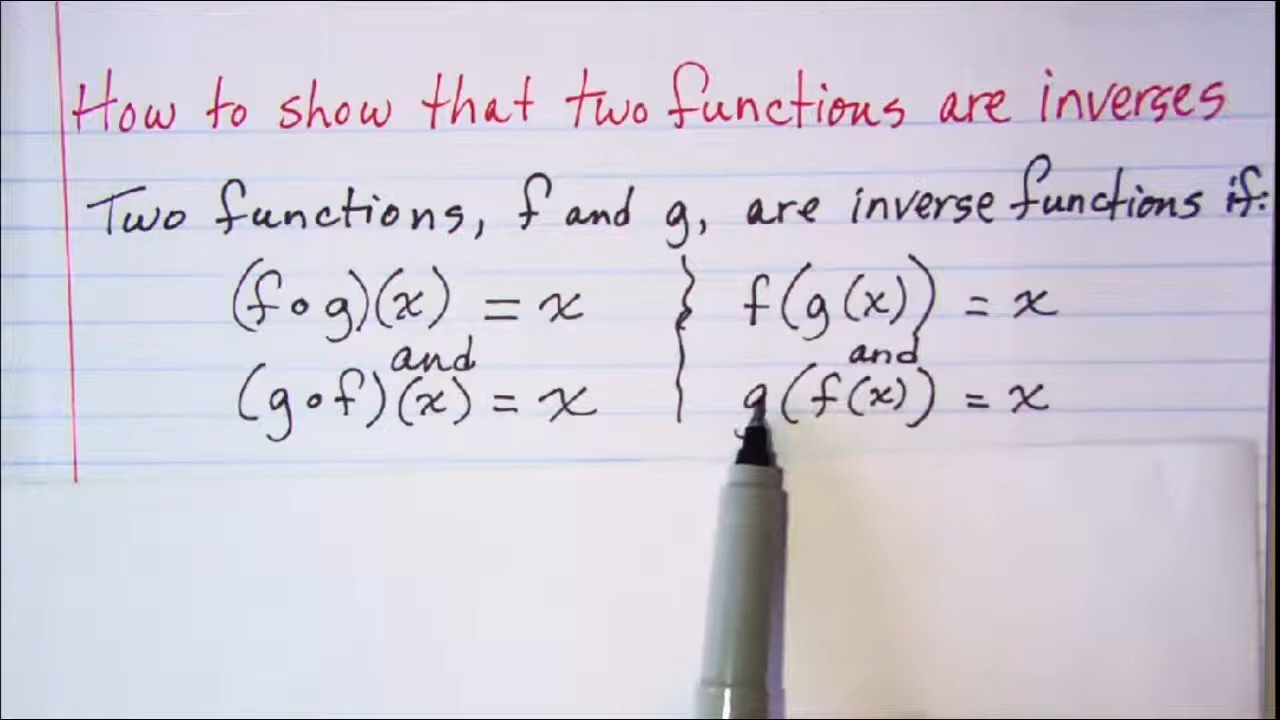 How to show that two functions are inverses
Two functions, f and g, are inverse functions if:
(f∘g)(x) = x } f(g(x)) = x
and and
(g∘f)(x) = x g(f(x)) = x